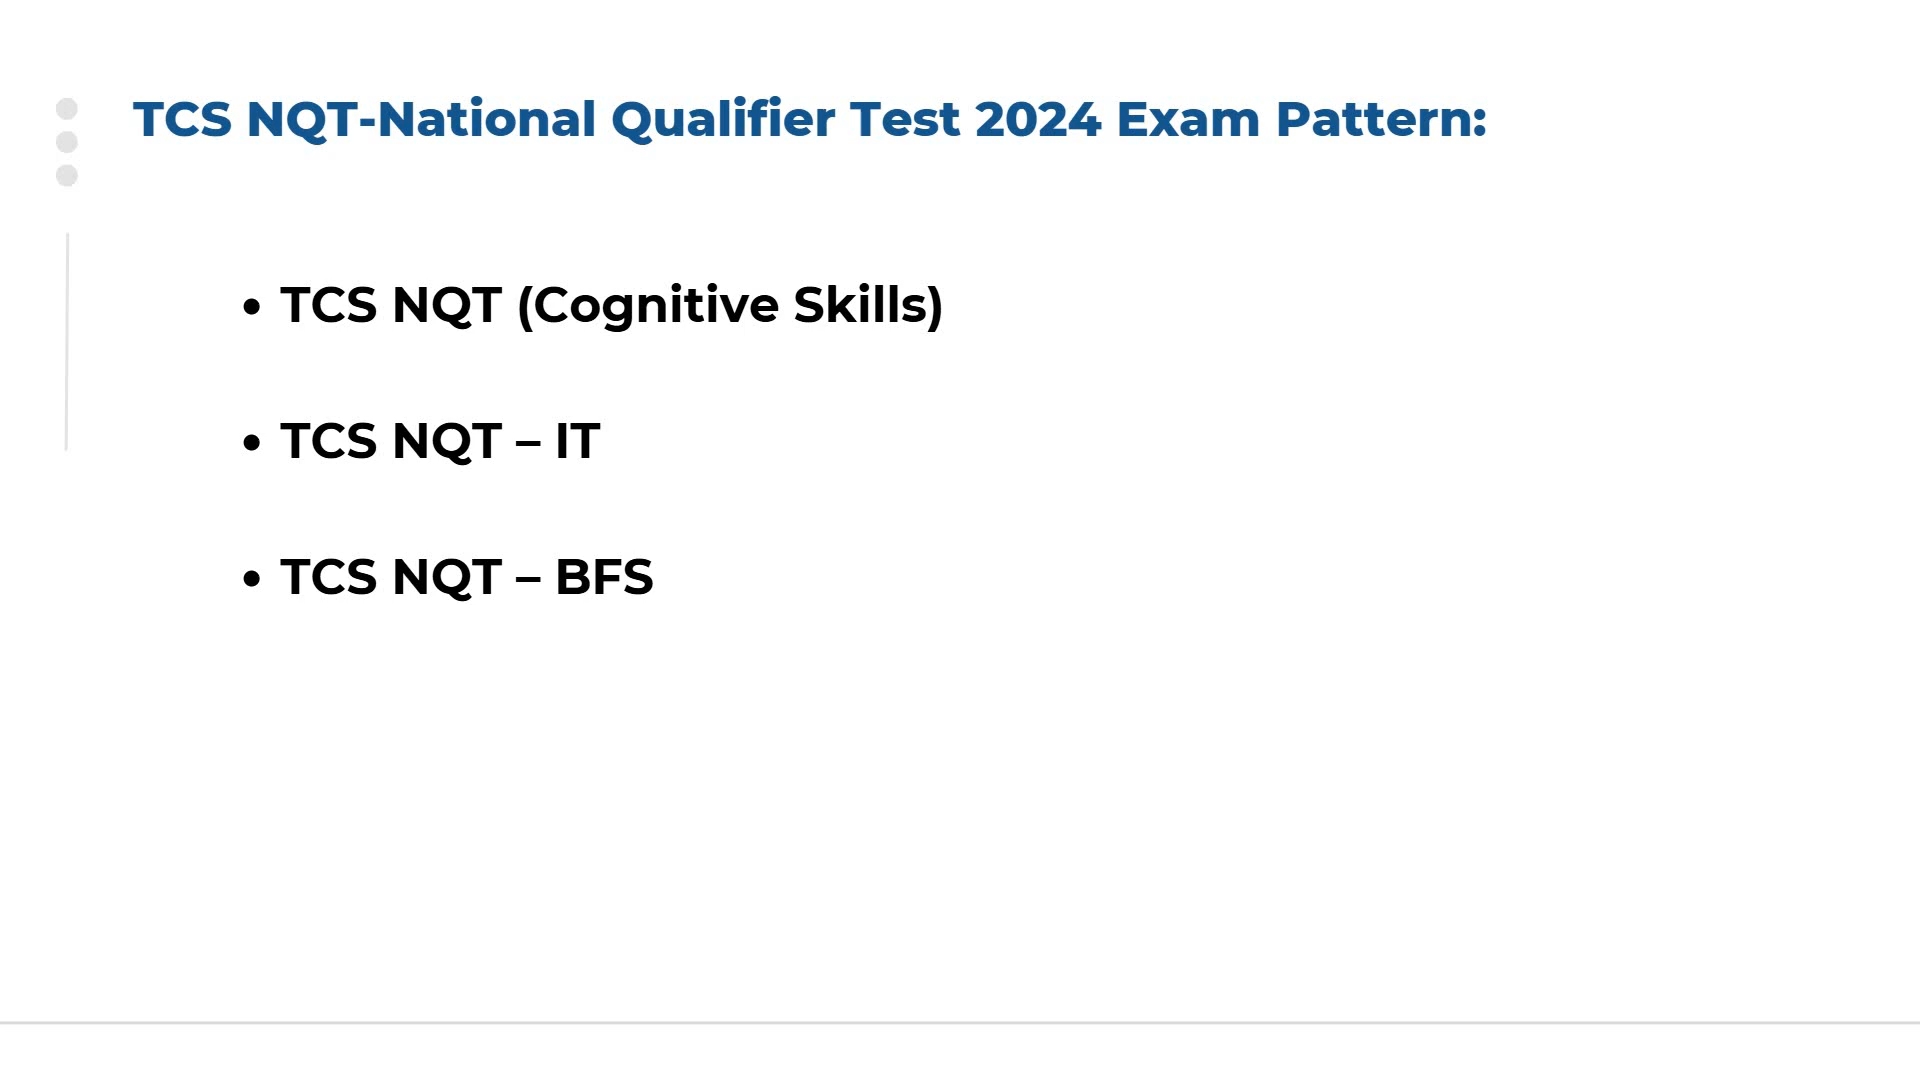 TCS NQT-National Qualifier Test 2024 Exam Pattern:
• TCS NQT (Cognitive Skills)
• TCS NQT – IT
• TCS NQT – BFS